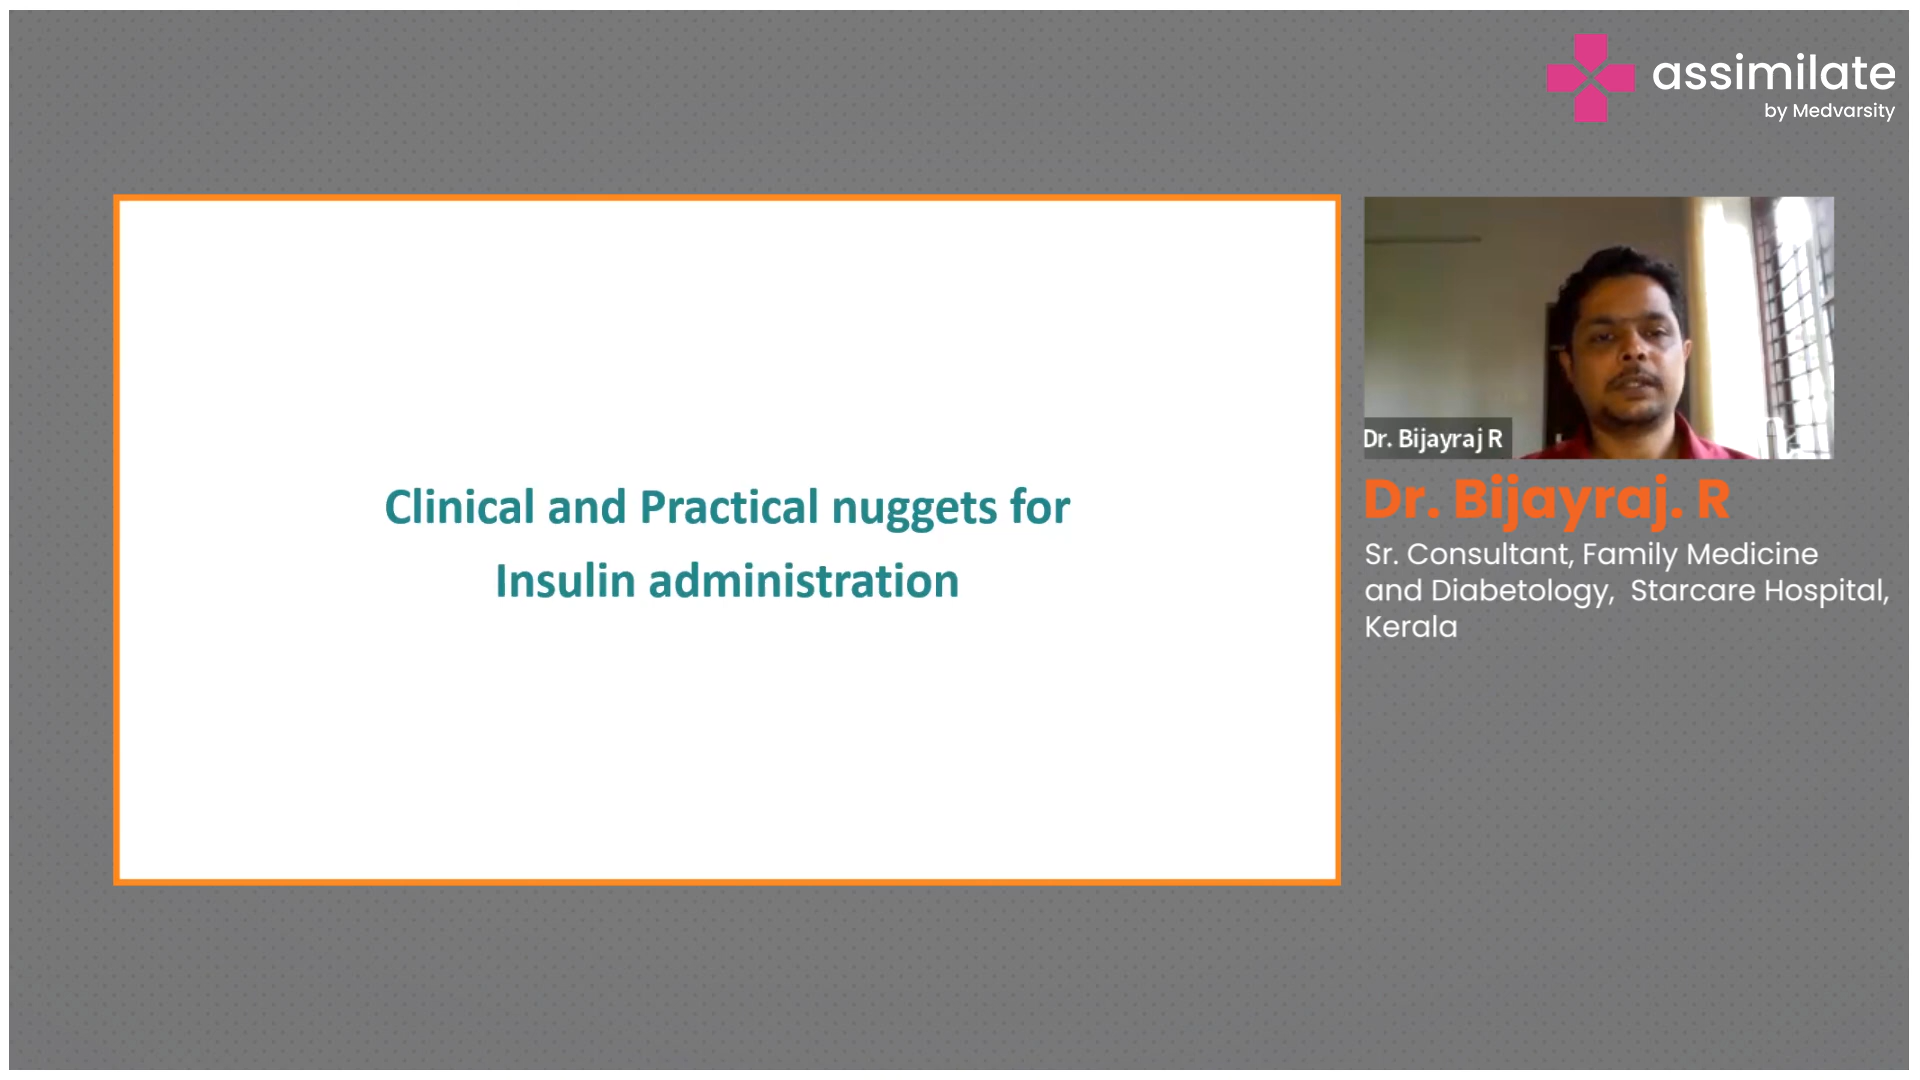 assimilate
by Medvarsity
Clinical and Practical nuggets for
Insulin administration
Dr. Bijayraj R
Dr. Bijayraj. R
Sr. Consultant, Family Medicine
and Diabetology,  Starcare Hospital,
Kerala